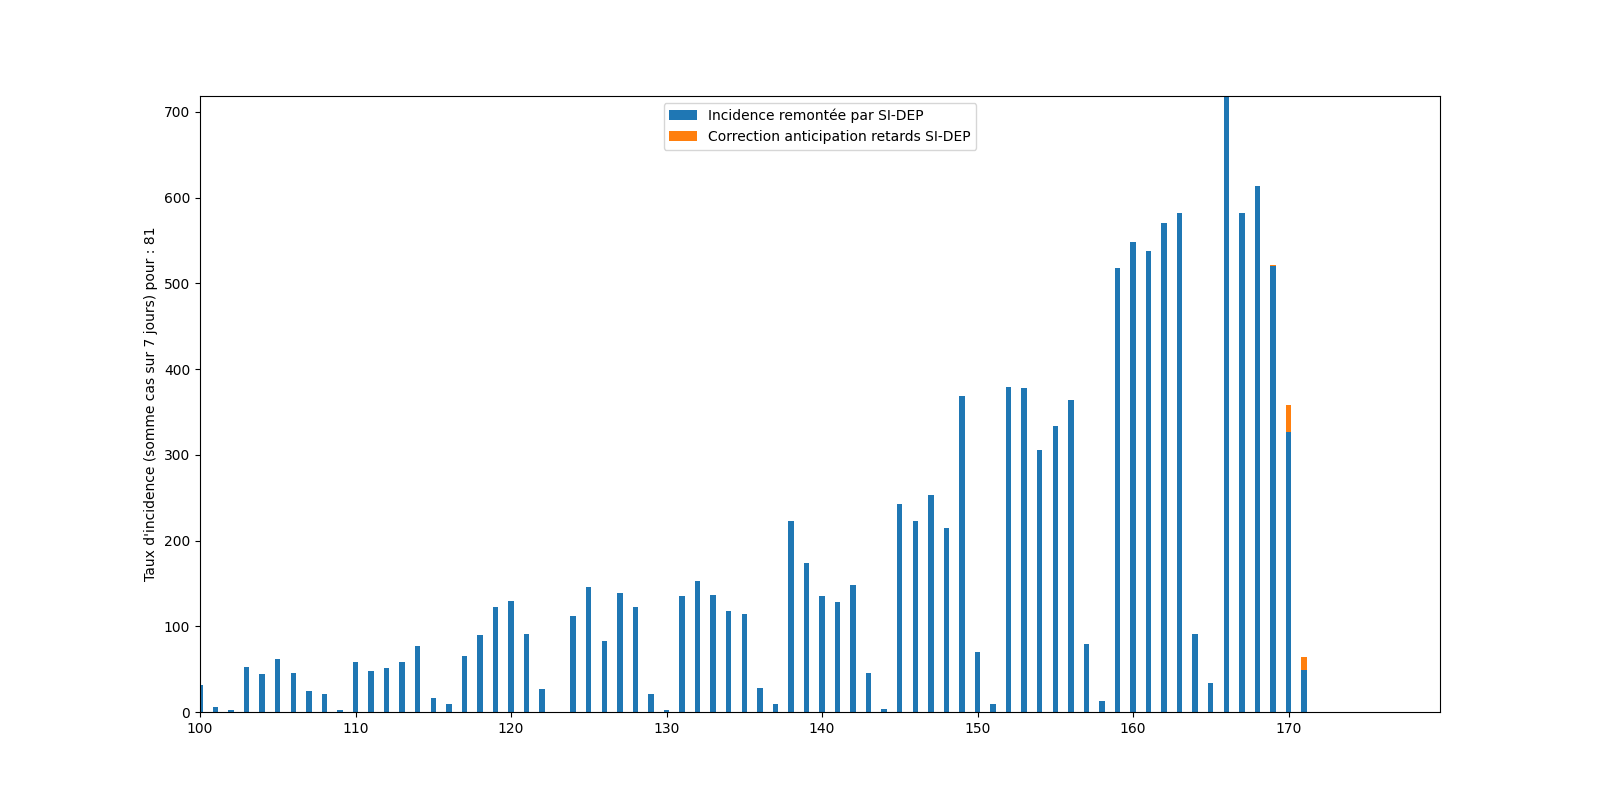 Incidence remontée par SI-DEP
Correction anticipation retards SI-DEP
Taux d'incidence (somme cas sur 7 jours) pour : 81
700
600
500
400
300
200
100
0
100 110 120 130 140 150 160 170